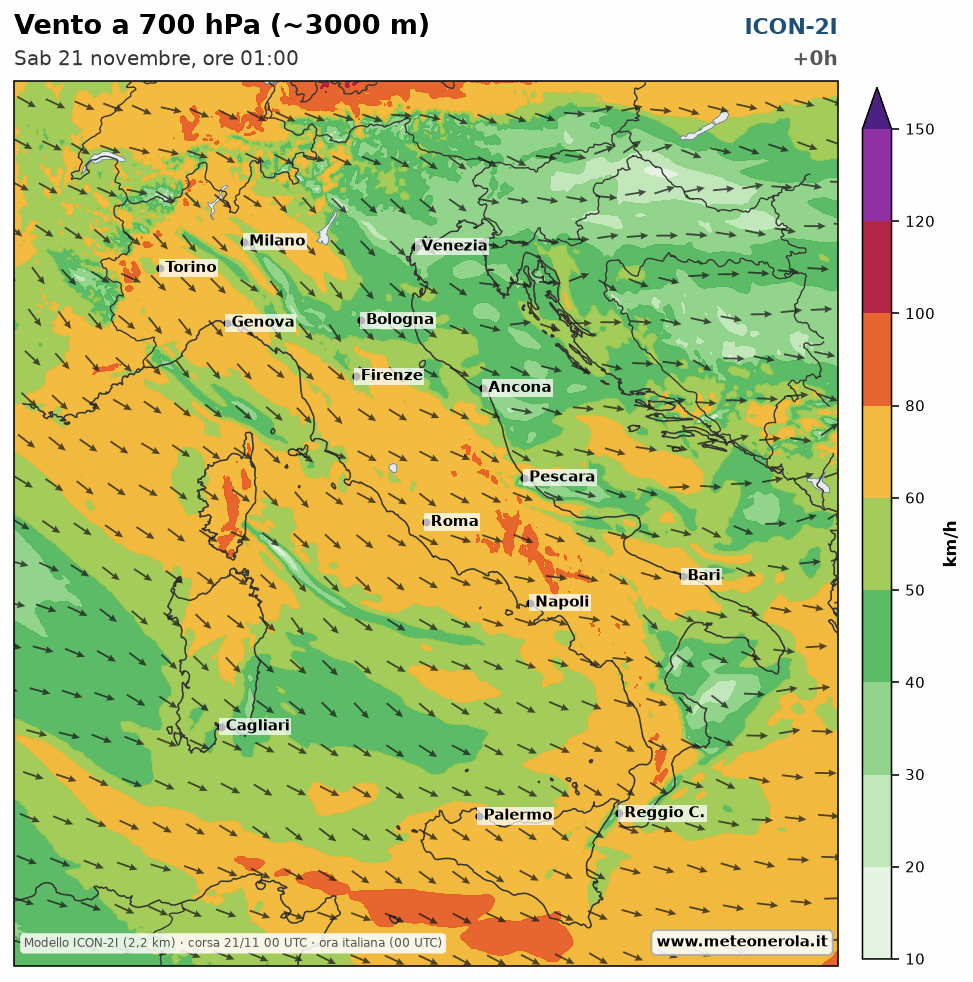 Vento a 700 hPa (~3000 m)
ICON-2I
Sab 21 novembre, ore 01:00
+0h
Milano
Venezia
Torino
Genova
Bologna
Firenze
Ancona
Pescara
Roma
Bari
Napoli
Cagliari
Palermo
Reggio C.
150
120
100
80
60
50
40
30
20
10
km/h
Modello ICON-2I (2,2 km) · corsa 21/11 00 UTC · ora italiana (00 UTC)
www.meteonerola.it